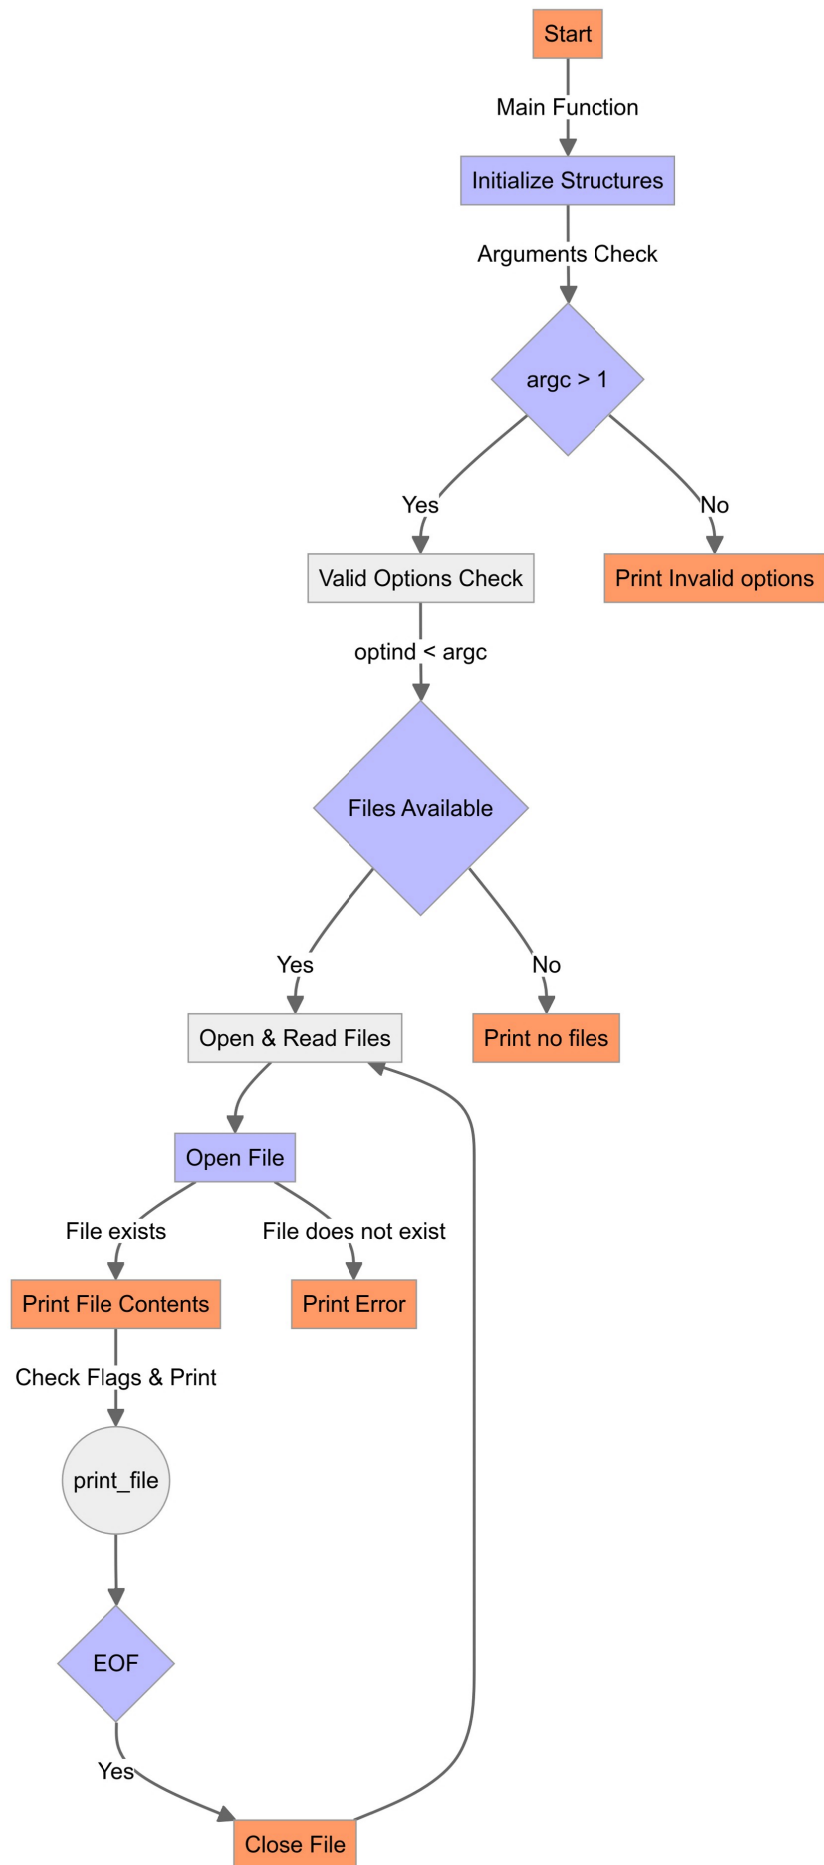 Start
Main Function
Initialize Structures
Arguments Check
argc > 1
Yes
No
Valid Options Check
Print Invalid options
optind < argc
Files Available
Yes
No
Open & Read Files
Print no files
Open File
File exists
File does not exist
Print File Contents
Print Error
Check Flags & Print
print_file
EOF
Yes
Close File